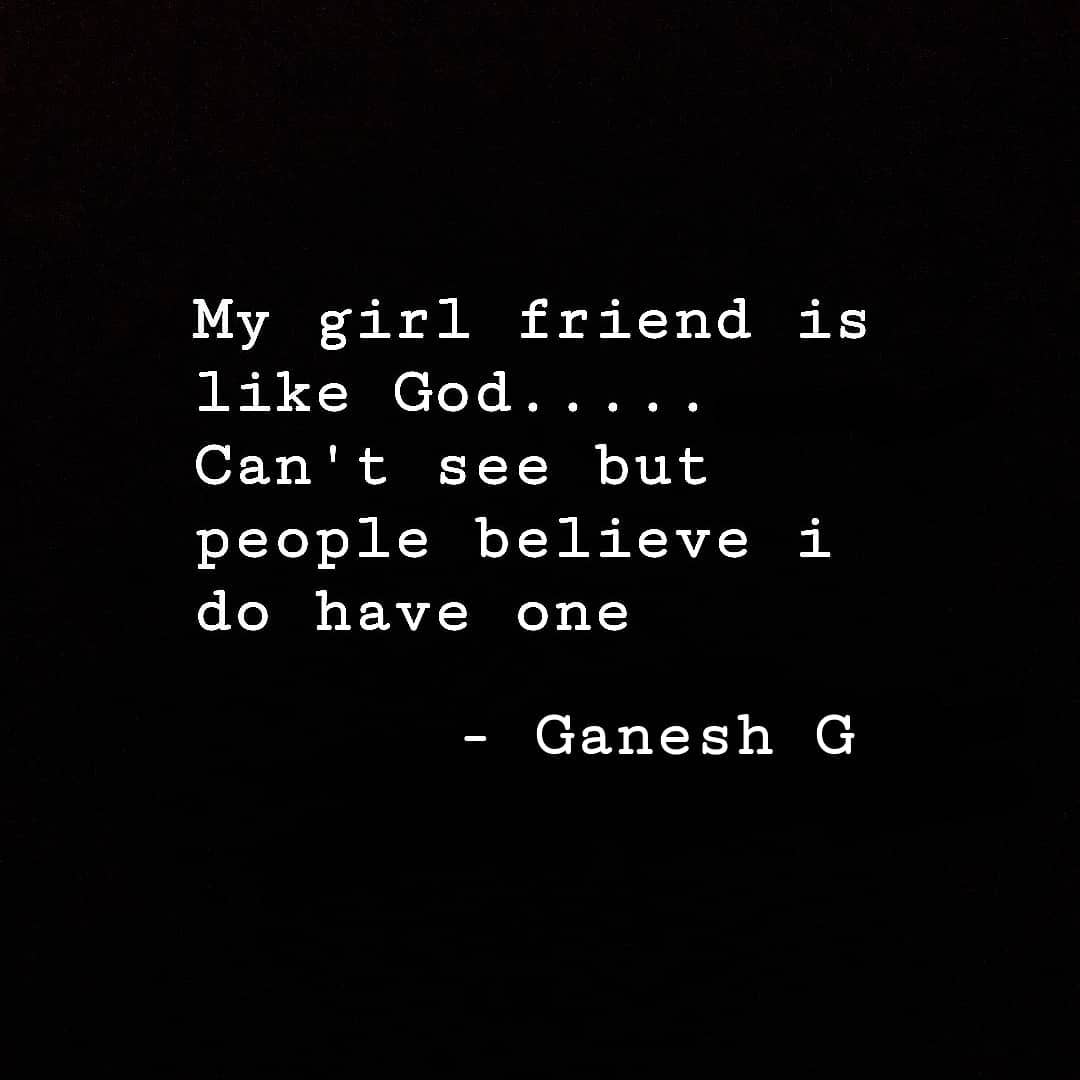 My girl friend is
like God.....
Can't see but
people believe i
do have one
- Ganesh G